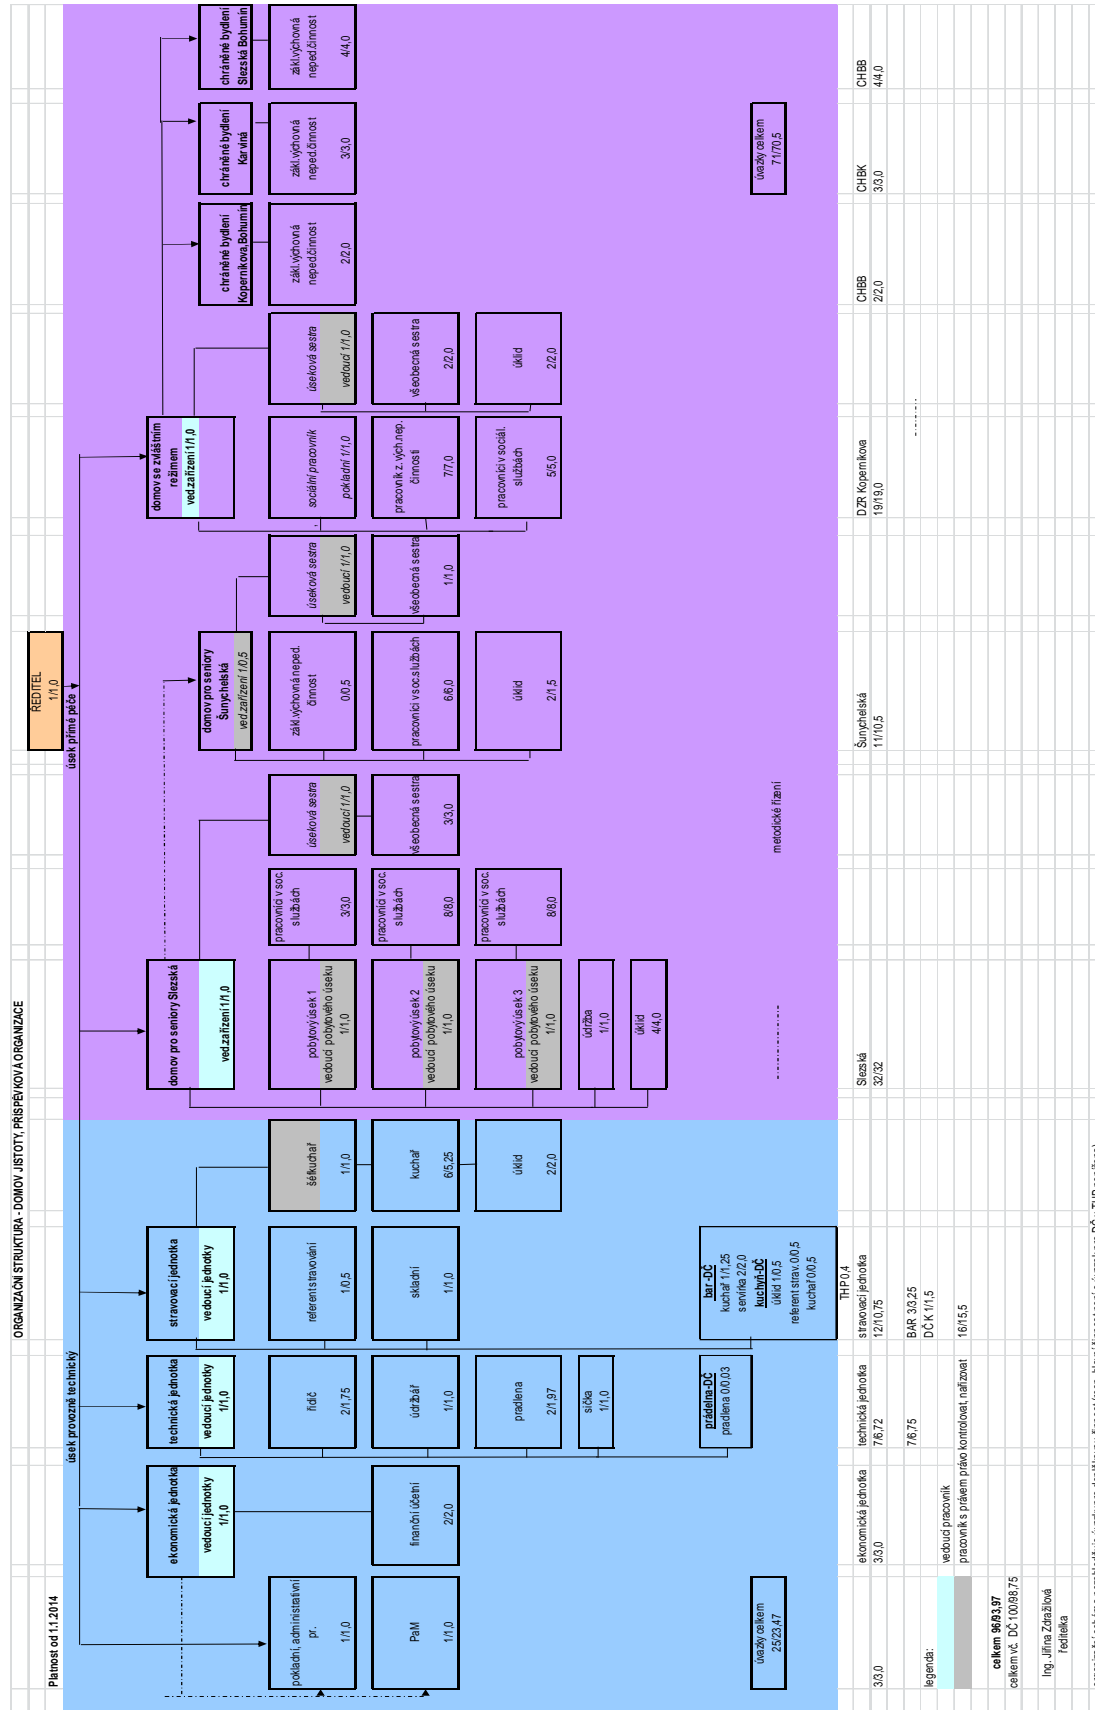 ORGANIZAČNÍ STRUKTURA - DOMOV JISTOTY, PŘÍSPĚVKOVÁ ORGANIZACE
Platnost od 1.1.2014
ŘEDITEL
1/1,0
úsek provozně technický
úsek přímé péče
ekonomická jednotka
vedoucí jednotky
1/1,0
technická jednotka
vedoucí jednotky
1/1,0
stravovací jednotka
vedoucí jednotky
1/1,0
domov pro seniory Slezská
ved.zařízení 1/1,0
domov pro seniory
Šunychelská
ved.zařízení 1/0,5
domov se zvláštním
režimem
ved.zařízení 1/1,0
chráněné bydlení
Koperníkova,Bohumín
chráněné bydlení
Karviná
chráněné bydlení
Slezská Bohumín
pokladní, administrativní
pr.
1/1,0
řidič
2/1,75
referent stravování
1/0,5
šéfkuchař
1/1,0
pobytový úsek 1
vedoucí pobytového úseku
1/1,0
pracovníci v soc.
službách
3/3,0
úseková sestra
vedoucí 1/1,0
zákl.výchovná neped.
činnost
0/0,5
úseková sestra
vedoucí 1/1,0
sociální pracovník
pokladní 1/1,0
úseková sestra
vedoucí 1/1,0
zákl.výchovná
neped.činnost
2/2,0
zákl.výchovná
neped.činnost
3/3,0
zákl.výchovná
neped.činnost
4/4,0
PaM
1/1,0
finanční účetní
2/2,0
údržbář
1/1,0
skladní
1/1,0
kuchař
6/5,25
pobytový úsek 2
vedoucí pobytového úseku
1/1,0
pracovníci v soc.
službách
8/8,0
všeobecná sestra
3/3,0
pracovníci v soc.službách
6/6,0
všeobecná sestra
1/1,0
pracovník z. vých.nep.
činnosti
7/7,0
všeobecná sestra
2/2,0
pradlena
2/1,97
úklid
2/2,0
pobytový úsek 3
vedoucí pobytového úseku
1/1,0
pracovníci v soc.
službách
8/8,0
úklid
2/1,5
pracovníci v sociál.
službách
5/5,0
úklid
2/2,0
sička
1/1,0
údržba
1/1,0
úklid
4/4,0
prádelna-DČ
pradlena 0/0,03
bar -DČ
kuchař 1/1,25
servírka 2/2,0
kuchyň-DČ
úklid 1/0,5
referent strav. 0/0,5
kuchař 0/0,5
úvazky celkem
25/23,47
metodické řízení
úvazky celkem
71/70,5
THP 0,4
ekonomická jednotka
technická jednotka
stravovací jednotka
Slezská
Šunychelská
DZR Koperníkova
CHBB
CHBK
CHBB
3/3,0
3/3,0
7/6,72
12/10,75
32/32
11/10,5
19/19,0
2/2,0
3/3,0
4/4,0
7/6,75
BAR 3/3,25
DČ K 1/1,5
legenda:
vedoucí pracovník
pracovník s právem právo kontrolovat, nařizovat
16/15,5
celkem 96/93,97
celkem vč. DČ 100/98,75
Ing. Jiřina Zdražilová
ředitelka